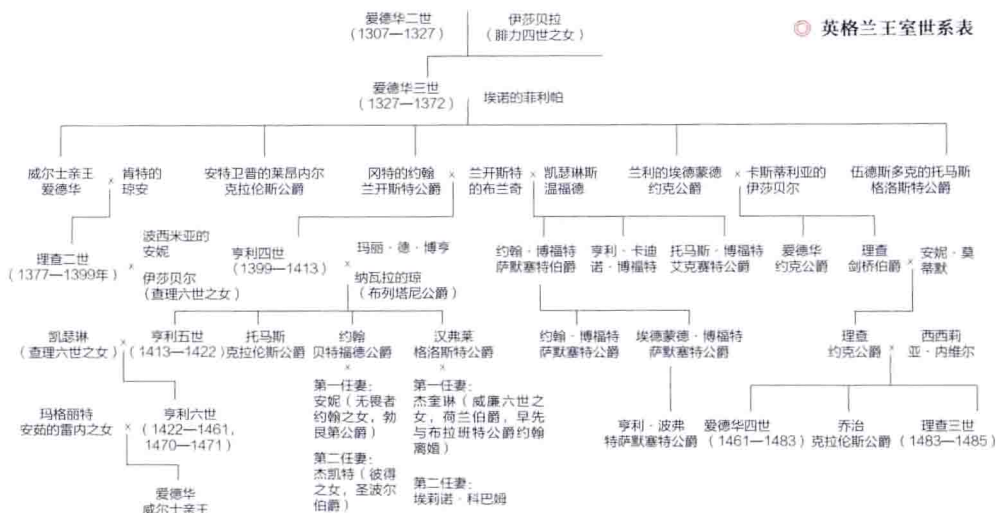 ◎ 英格兰王室世系表
爱德华二世
(1307—1327)
伊莎贝拉
(腓力四世之女)
爱德华三世
(1327—1372)
×
埃诺的菲利帕
威尔士亲王
爱德华
×
肯特的
琼安
安特卫普的莱昂内尔
克拉伦斯公爵
冈特的约翰
兰开斯特公爵
×
兰开斯特
的布兰奇
×
凯瑟琳斯
温福德
兰利的埃德蒙德
约克公爵
×
卡斯蒂利亚的
伊莎贝尔
伍德斯多克的托马斯
格洛斯特公爵
理查二世
(1377—1399年)
×
波西米亚的
安妮
×
伊莎贝尔
(查理六世之女)
亨利四世
(1399—1413)
×
玛丽·德·博亨
×
纳瓦拉的琼
(布列塔尼公爵)
约翰·博福特
萨默塞特伯爵
亨利·卡迪
诺·博福特
托马斯·博福特
艾克赛特公爵
爱德华
约克公爵
理查
剑桥伯爵
×
安妮·莫
蒂默
凯瑟琳
(查理六世之女)
×
亨利五世
(1413—1422)
托马斯
克拉伦斯公爵
约翰
贝特福德公爵
×
汉弗莱
格洛斯特公爵
×
约翰·博福特
萨默塞特公爵
埃德蒙德·博福特
萨默塞特公爵
理查
约克公爵
×
西西莉
亚·内维尔
玛格丽特
安茹的雷内之女
×
亨利六世
(1422—1461,
1470—1471)
第一任妻:
安妮(无畏者
约翰之女,勃
艮第公爵)
第二任妻:
杰凯特(彼得
之女,圣波尔
伯爵)
第一任妻:
杰奎琳(威廉六世之
女,荷兰伯爵,早先
与布拉班特公爵约翰
离婚)
第二任妻:
埃莉诺·科巴姆
亨利·波弗
特萨默塞特公爵
爱德华四世
(1461—1483)
乔治
克拉伦斯公爵
理查三世
(1483—1485)
爱德华
威尔士亲王